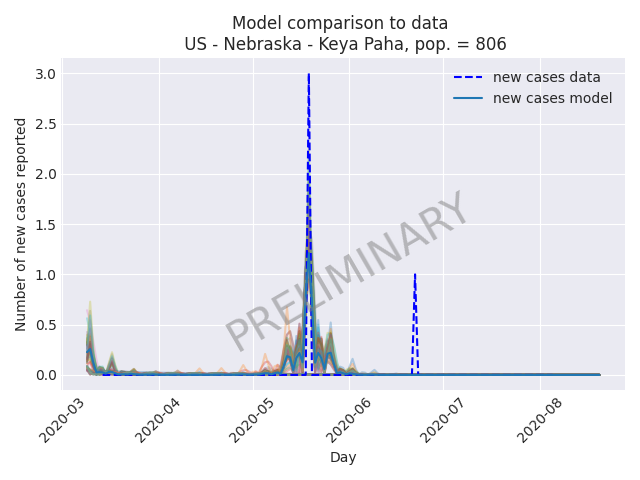 Model comparison to data
US - Nebraska - Keya Paha, pop. = 806
new cases data
new cases model
Number of new cases reported
3.0
2.5
2.0
1.5
1.0
0.5
0.0
PRELIMINARY
2020-03
2020-04
2020-05
2020-06
2020-07
2020-08
Day